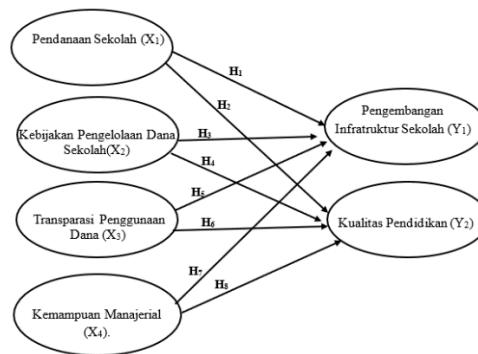 Pendanaan Sekolah (X1)
H1
H2
Kebijakan Pengelolaan Dana
Sekolah(X2)
H3
H4
Pengembangan
Infratruktur Sekolah (Y1)
H5
Transparasi Penggunaan
Dana (X3)
H6
Kualitas Pendidikan (Y2)
H7
H8
Kemampuan Manajerial
(X4).